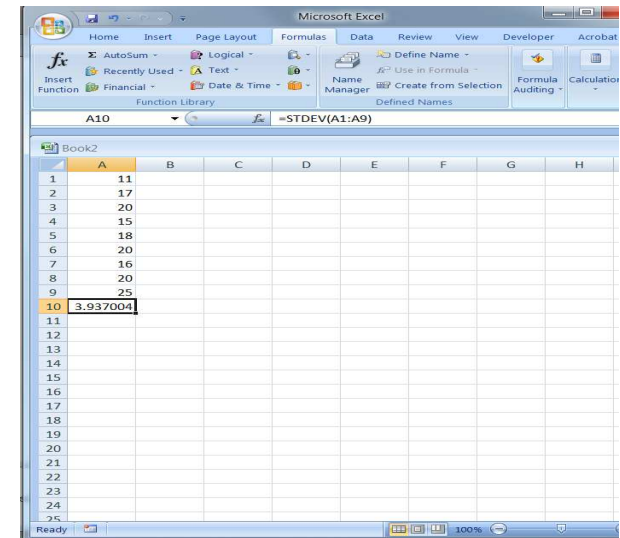 Microsoft Excel
Home Insert Page Layout Formulas Data Review View Developer Acrobat
fx Insert Function
Σ AutoSum
Recently Used
Financial
Logical
A Text
Date & Time
Function Library
Name Manager
Define Name
Use in Formula
Create from Selection
Defined Names
Formula Auditing
Calculation
A10 fx =STDEV(A1:A9)
Book2
A B C D E F G H
1 11
2 17
3 20
4 15
5 18
6 20
7 16
8 20
9 25
10 3.937004
11
12
13
14
15
16
17
18
19
20
21
22
23
24
25
Ready 100%